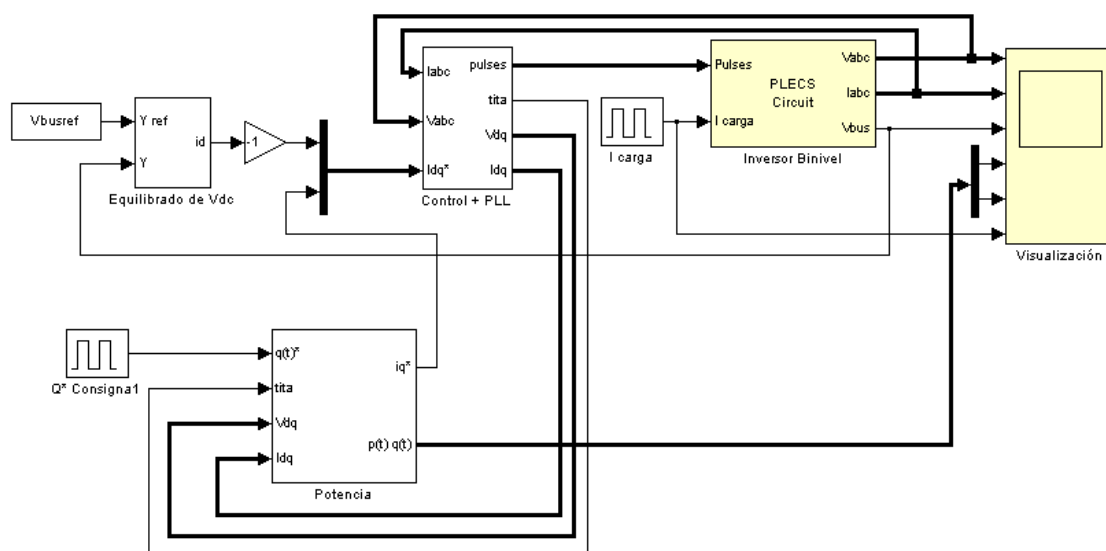 Vbusref
Y ref
Y
id
Equilibrado de Vdc
-1
Iabc
Vabc
Idq*
pulses
tita
Vdq
Idq
Control + PLL
I carga
Pulses
I carga
PLECS
Circuit
Vabc
Iabc
Vbus
Inversor Binivel
Visualización
Q* Consigna1
q(t)*
tita
Vdq
Idq
iq*
p(t) q(t)
Potencia